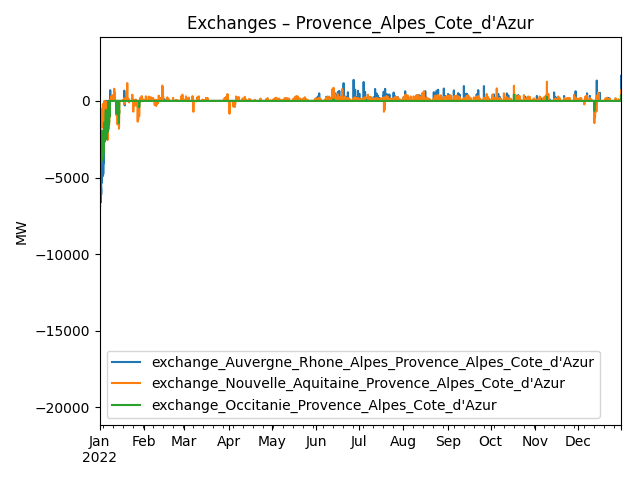 Exchanges – Provence_Alpes_Cote_d'Azur
0
−5000
−10000
−15000
−20000
MW
exchange_Auvergne_Rhone_Alpes_Provence_Alpes_Cote_d'Azur
exchange_Nouvelle_Aquitaine_Provence_Alpes_Cote_d'Azur
exchange_Occitanie_Provence_Alpes_Cote_d'Azur
Jan Feb Mar Apr May Jun Jul Aug Sep Oct Nov Dec
2022